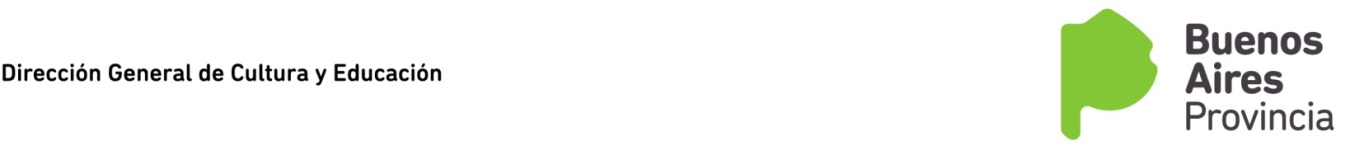 Dirección General de Cultura y Educación
Buenos
Aires
Provincia